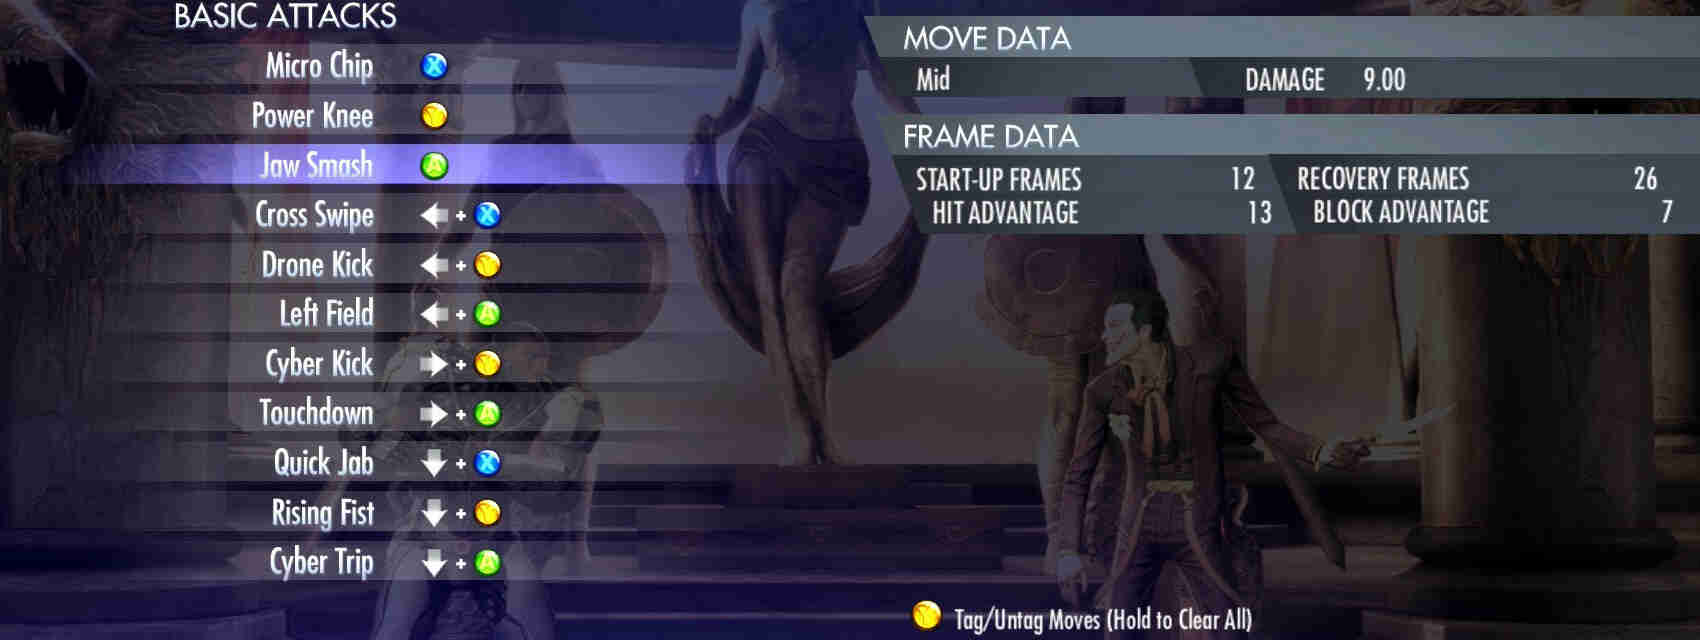 BASIC ATTACKS
Micro Chip X
Power Knee Y
Jaw Smash A
Cross Swipe + X
Drone Kick + Y
Left Field + A
Cyber Kick + Y
Touchdown + A
Quick Jab + X
Rising Fist + Y
Cyber Trip + A
MOVE DATA
Mid DAMAGE 9.00
FRAME DATA
START-UP FRAMES 12 RECOVERY FRAMES 26
HIT ADVANTAGE 13 BLOCK ADVANTAGE 7
Y Tag/Untag Moves (Hold to Clear All)